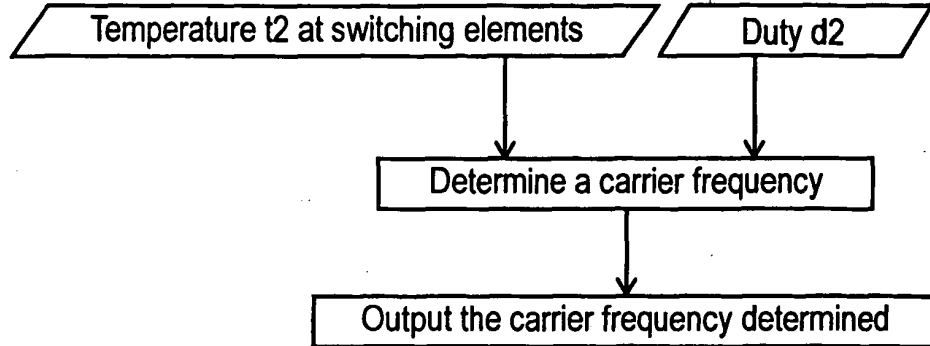 Temperature t2 at switching elements
Duty d2
Determine a carrier frequency
Output the carrier frequency determined